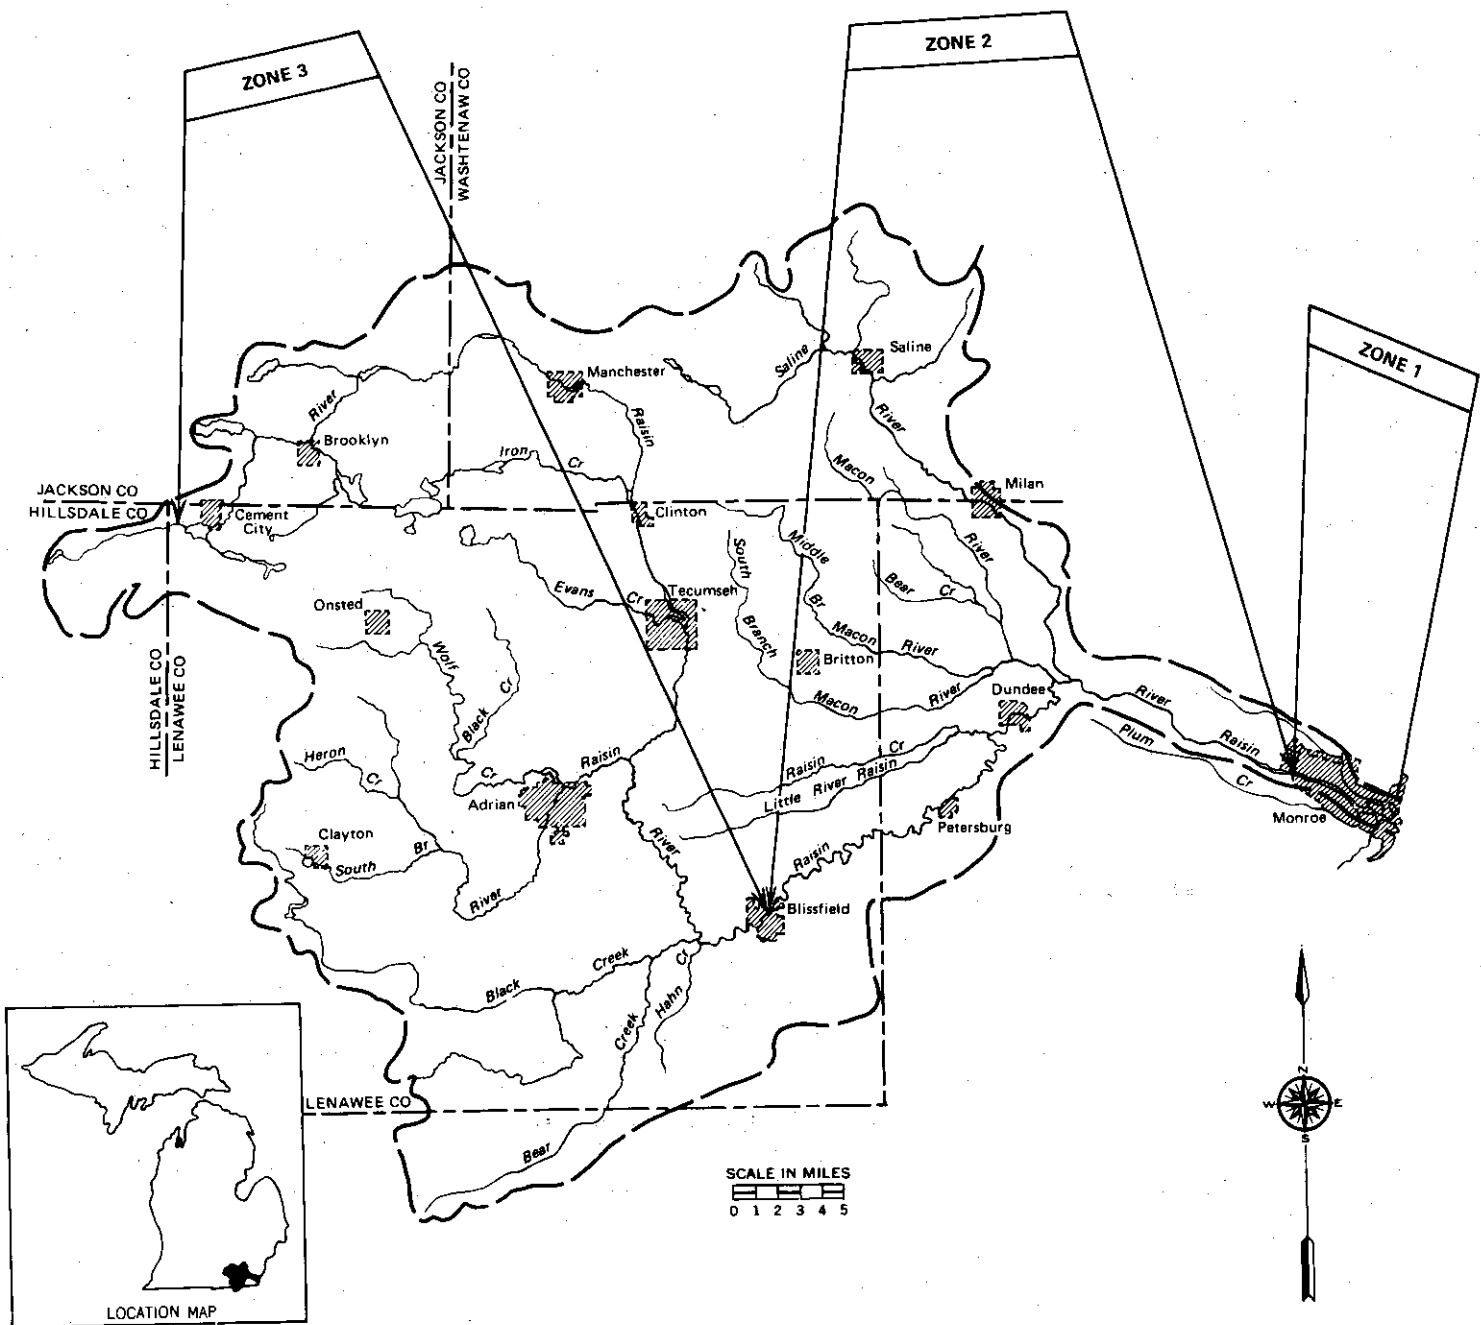 ZONE 3
ZONE 2
ZONE 1
JACKSON CO
WASHTENAW CO
Saline
Saline
River
Manchester
River
Brooklyn
Raisin
Iron Cr
Macon
River
Milan
JACKSON CO
HILLSDALE CO
Cement
City
Clinton
Middle
Br
Macon River
South
Branch
Macon River
Bear Cr
Evans Cr
Tecumseh
Onsted
Wolf
Cr
Black
Cr
Britton
Dundee
HILLSDALE CO
LENAWEE CO
River
Raisin
Plum
Cr
Monroe
Heron
Cr
Raisin
River
Adrian
Raisin Cr
Little River Raisin
Petersburg
Raisin
Clayton
South Br
River
Blissfield
Black Creek
Hahn
Cr
Bear
Creek
LENAWEE CO
SCALE IN MILES
0 1 2 3 4 5
N
W E
S
LOCATION MAP